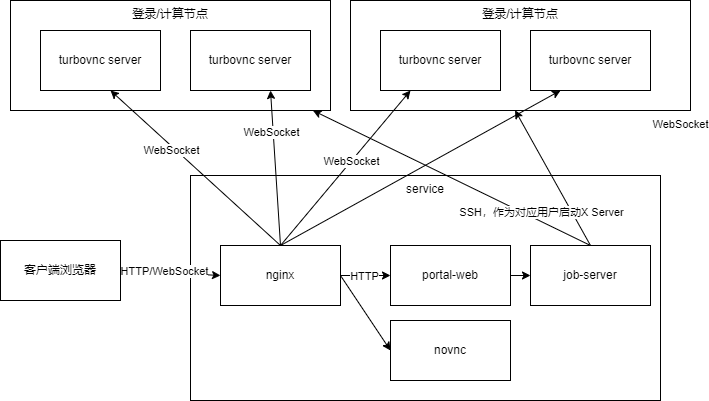 登录/计算节点
登录/计算节点
turbovnc server
turbovnc server
turbovnc server
turbovnc server
WebSocket
WebSocket
WebSocket
WebSocket
service
SSH，作为对应用户启动X Server
客户端浏览器
HTTP/WebSocket
nginx
HTTP
portal-web
job-server
novnc